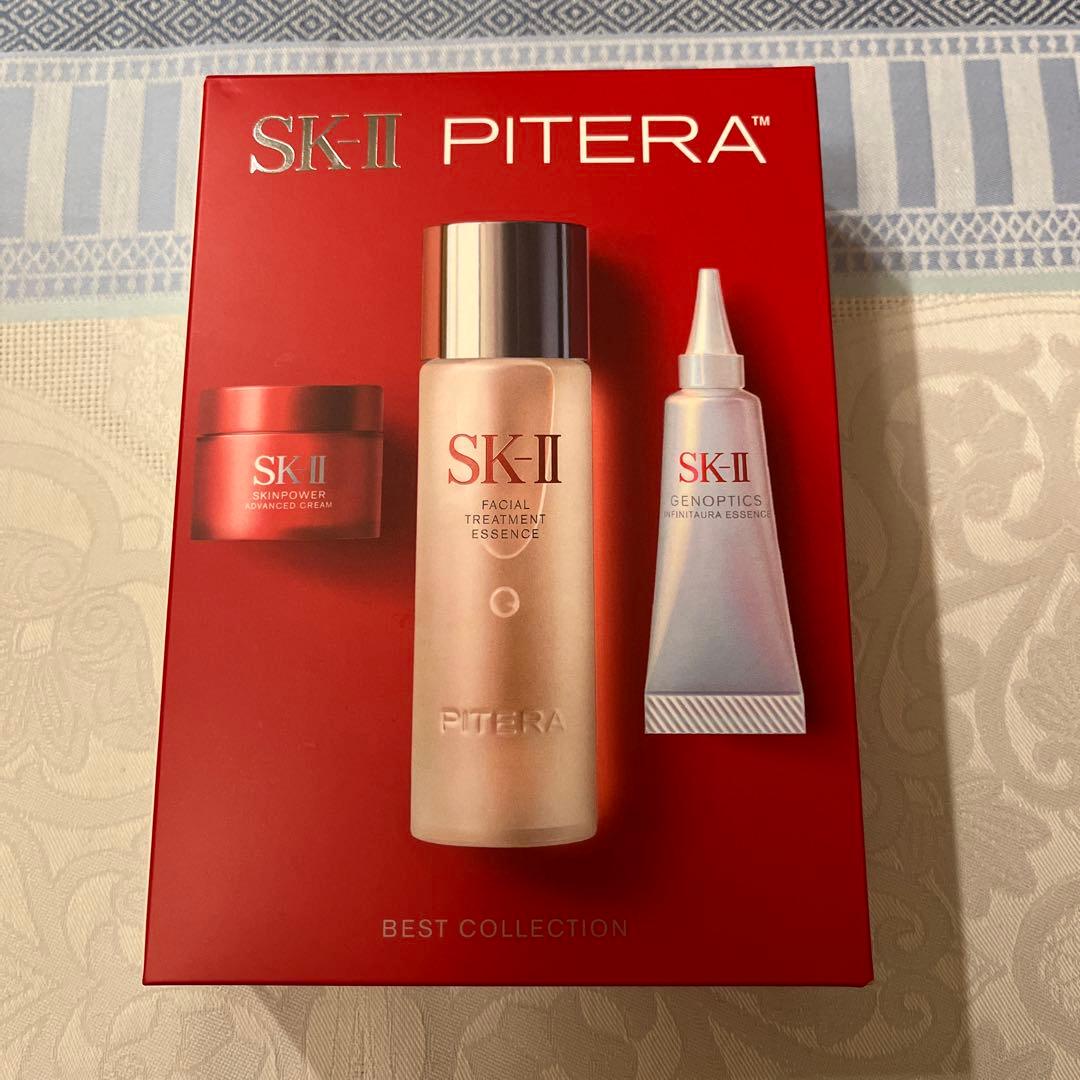 SK-II PITERA™
SK-II
SKINPOWER
ADVANCED CREAM
SK-II
FACIAL
TREATMENT
ESSENCE
PITERA
SK-II
GENOPTICS
INFINITAURA ESSENCE
BEST COLLECTION